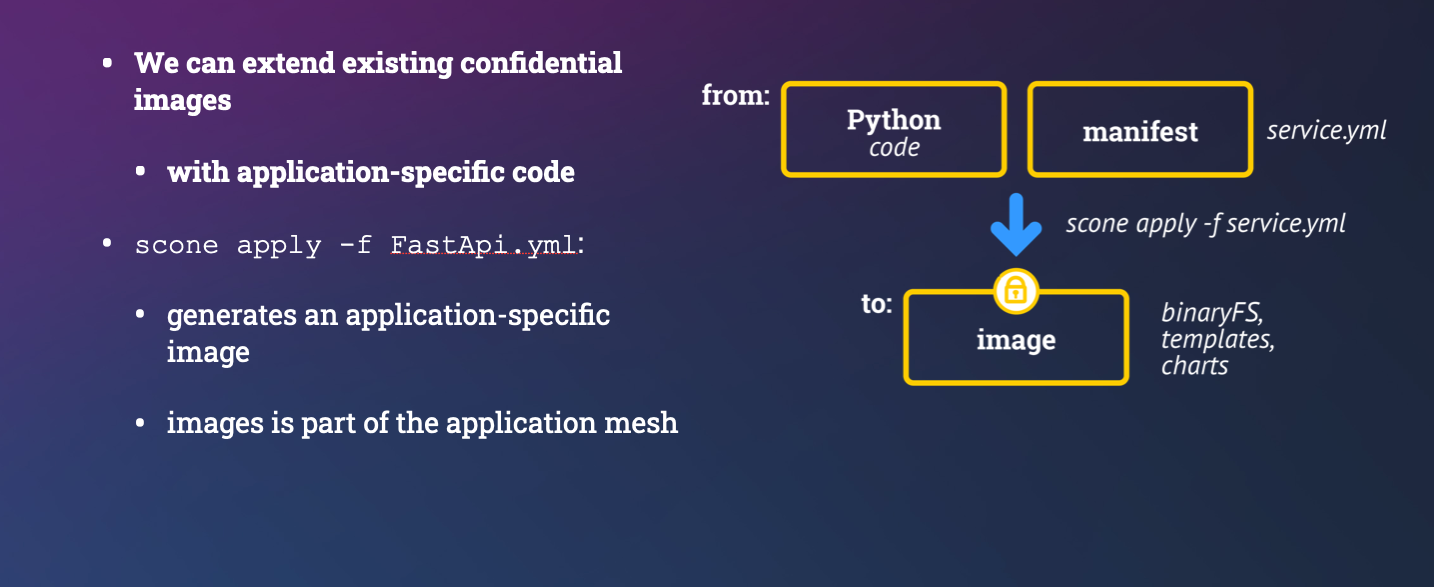 • We can extend existing confidential
images
• with application-specific code
• scone apply -f FastApi.yml:
• generates an application-specific
image
• images is part of the application mesh
from:
Python
code
manifest
service.yml
scone apply -f service.yml
to:
image
binaryFS,
templates,
charts